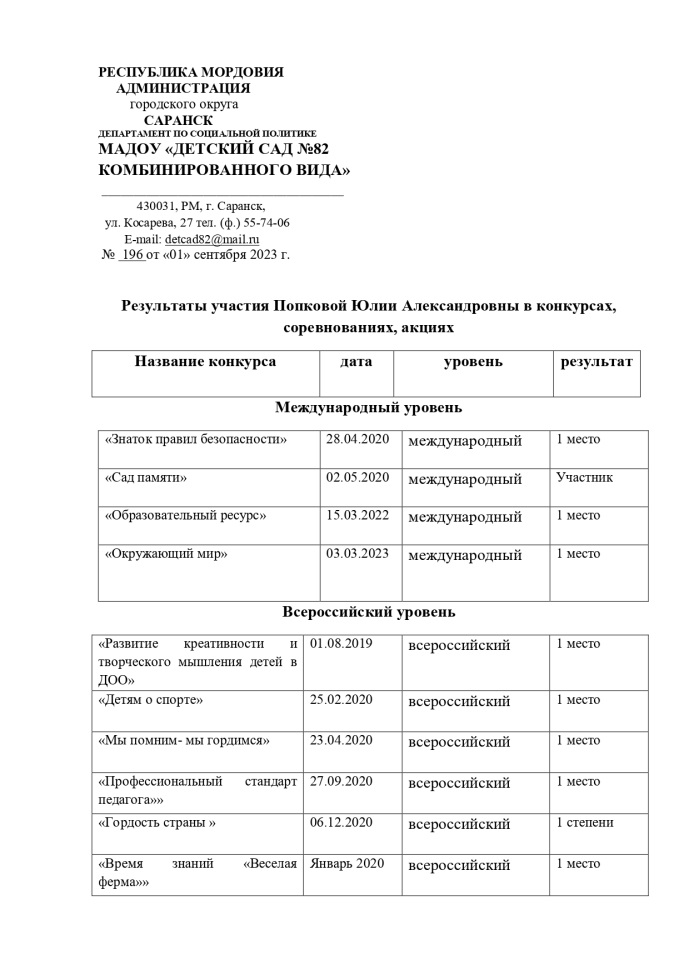 РЕСПУБЛИКА МОРДОВИЯ
АДМИНИСТРАЦИЯ
городского округа
САРАНСК
ДЕПАРТАМЕНТ ПО СОЦИАЛЬНОЙ ПОЛИТИКЕ
МАДОУ «ДЕТСКИЙ САД №82
КОМБИНИРОВАННОГО ВИДА»
430031, РМ, г. Саранск,
ул. Косарева, 27 тел. (ф.) 55-74-06
E-mail: detcad82@mail.ru
№ 196 от «01» сентября 2023 г.
Результаты участия Попковой Юлии Александровны в конкурсах,
соревнованиях, акциях
Название конкурса дата уровень результат
Международный уровень
«Знаток правил безопасности» 28.04.2020 международный 1 место
«Сад памяти» 02.05.2020 международный Участник
«Образовательный ресурс» 15.03.2022 международный 1 место
«Окружающий мир» 03.03.2023 международный 1 место
Всероссийский уровень
«Развитие креативности и 01.08.2019 всероссийский 1 место
творческого мышления детей в
ДОО»
«Детям о спорте» 25.02.2020 всероссийский 1 место
«Мы помним- мы гордимся» 23.04.2020 всероссийский 1 место
«Профессиональный стандарт 27.09.2020 всероссийский 1 место
педагога»»
«Гордость страны » 06.12.2020 всероссийский 1 степени
«Время знаний «Веселая Январь 2020 всероссийский 1 место
ферма»»